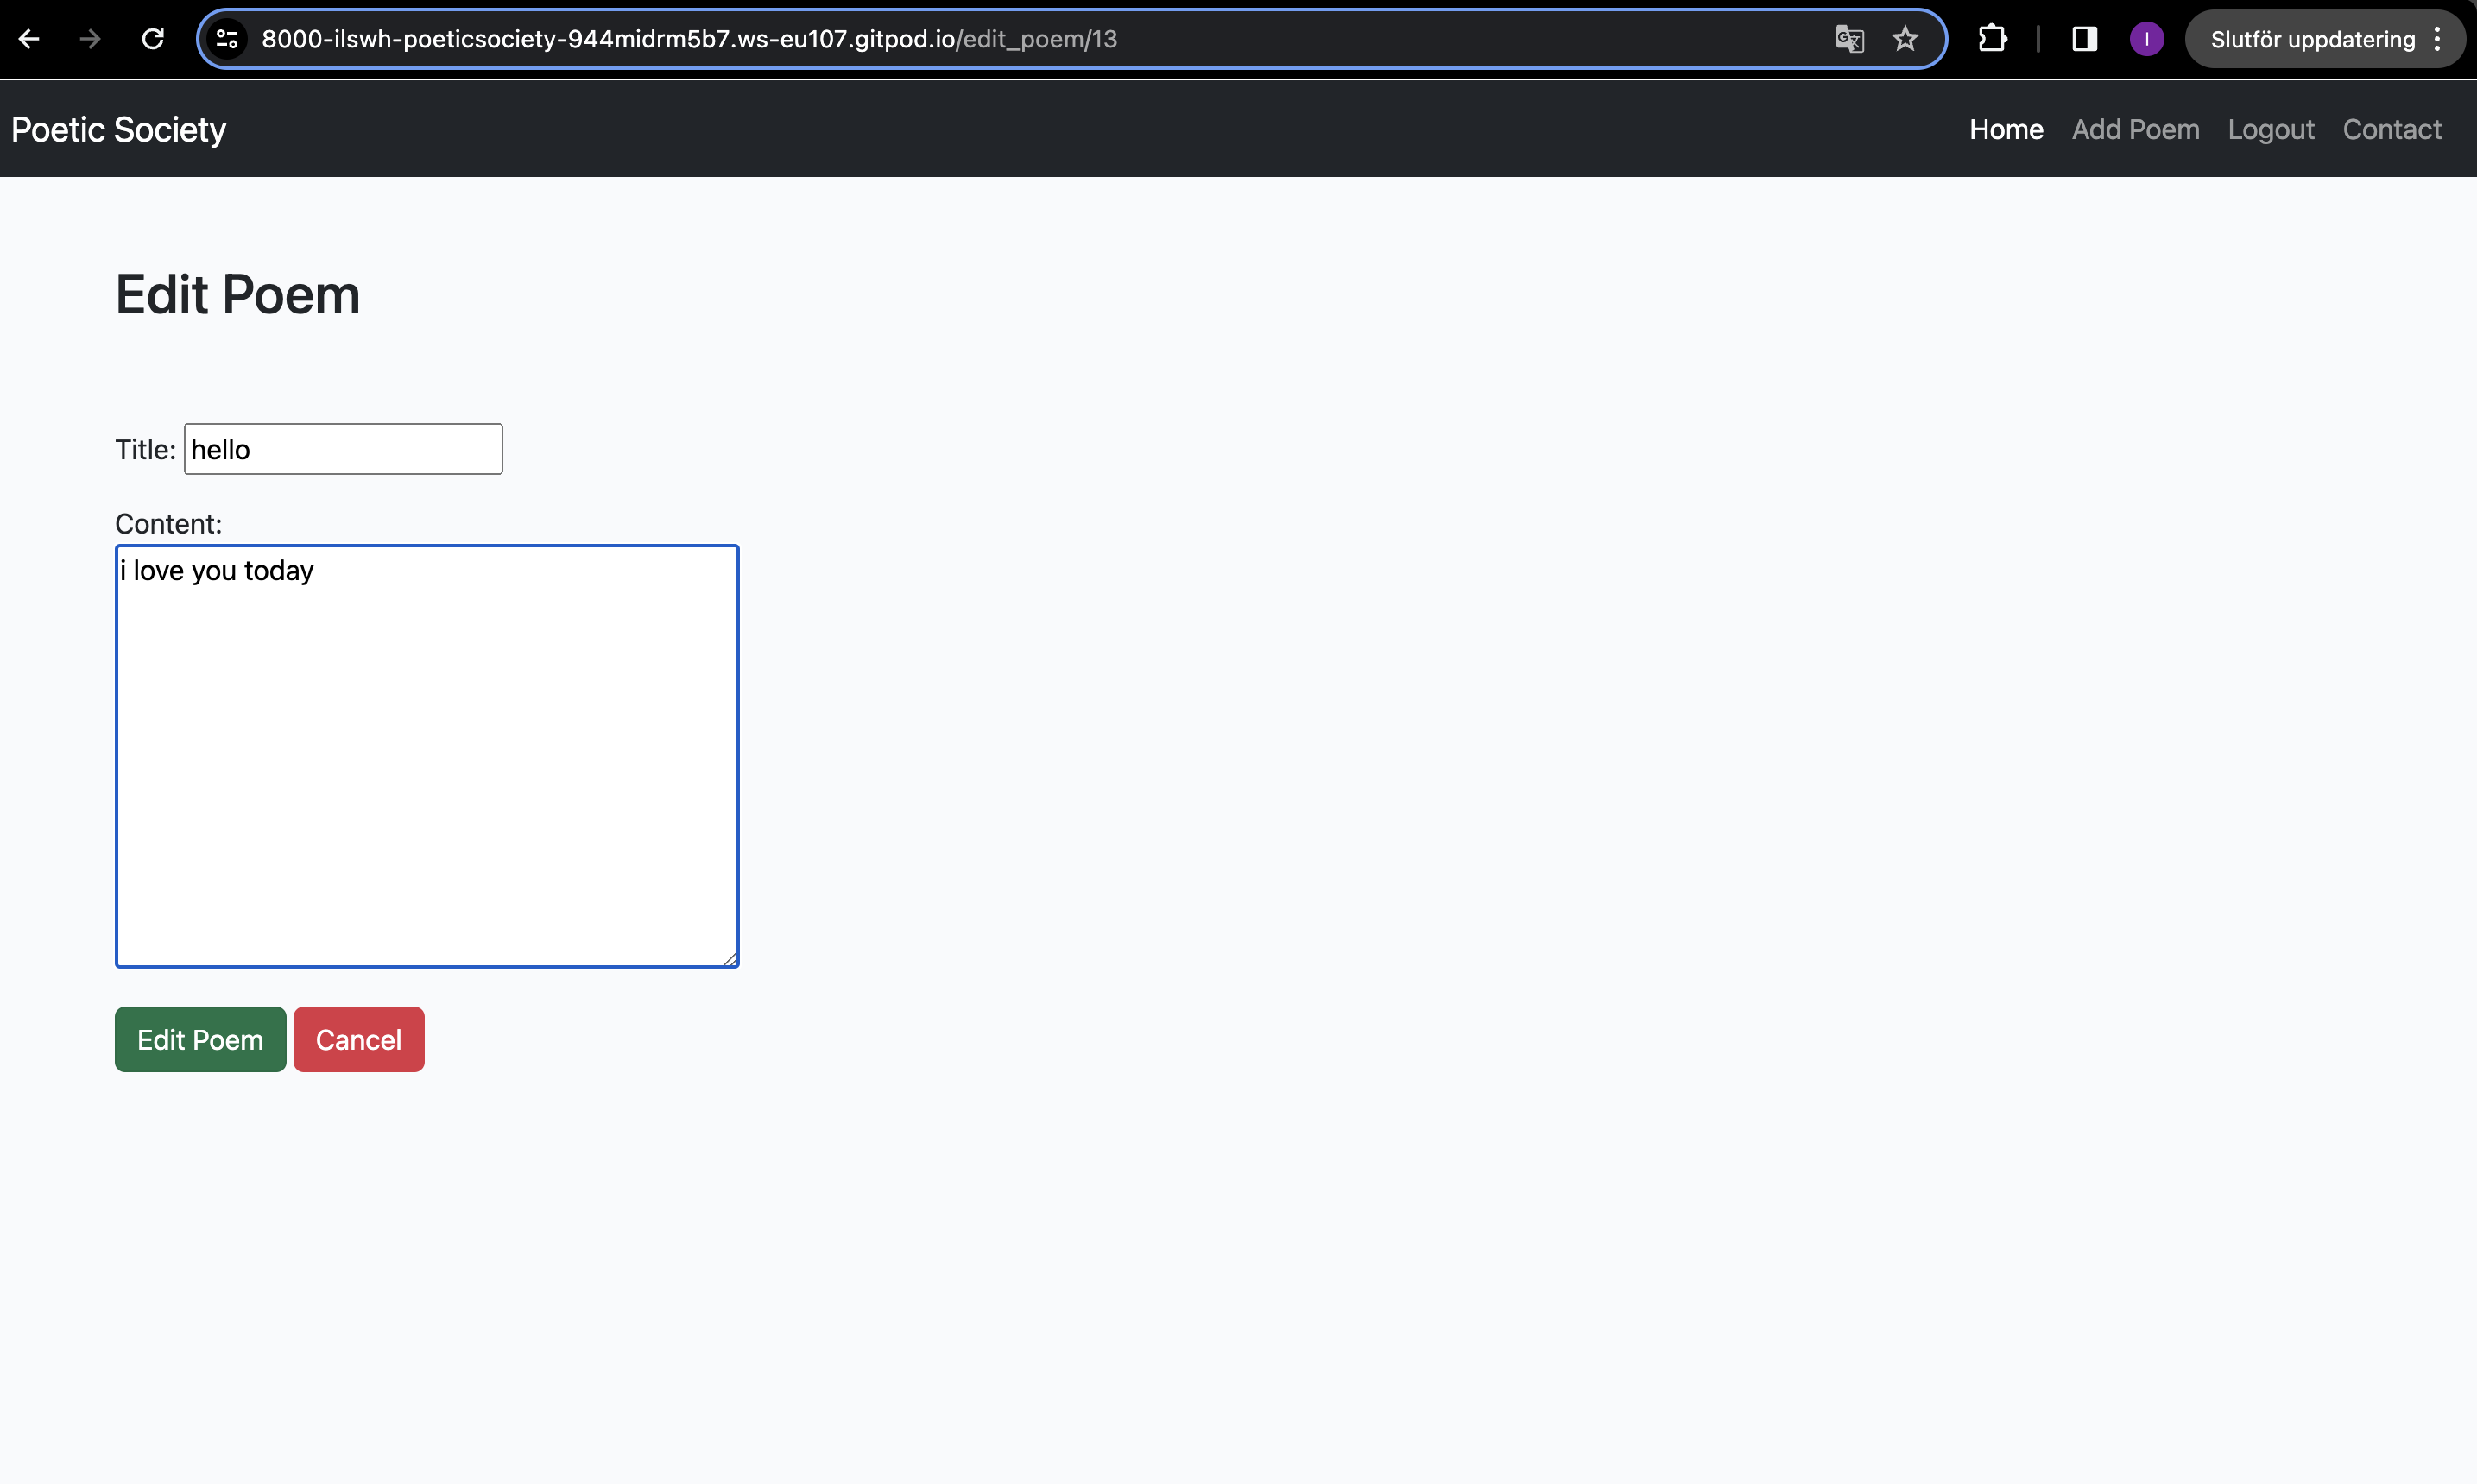 8000-ilswh-poeticsociety-944midrm5b7.ws-eu107.gitpod.io/edit_poem/13
I
Slutför uppdatering
Poetic Society
Home Add Poem Logout Contact
Edit Poem
Title: hello
Content:
i love you today
Edit Poem Cancel